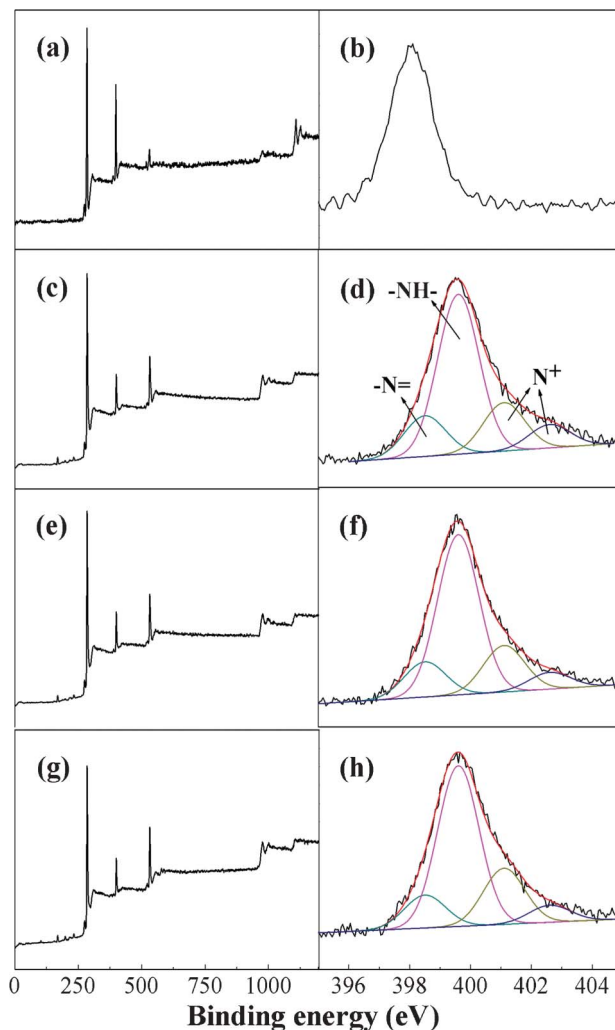 (a)
(b)
(c)
(d)
-NH-
-N=
N+
(e)
(f)
(g)
(h)
0 250 500 750 1000
396 398 400 402 404
Binding energy (eV)